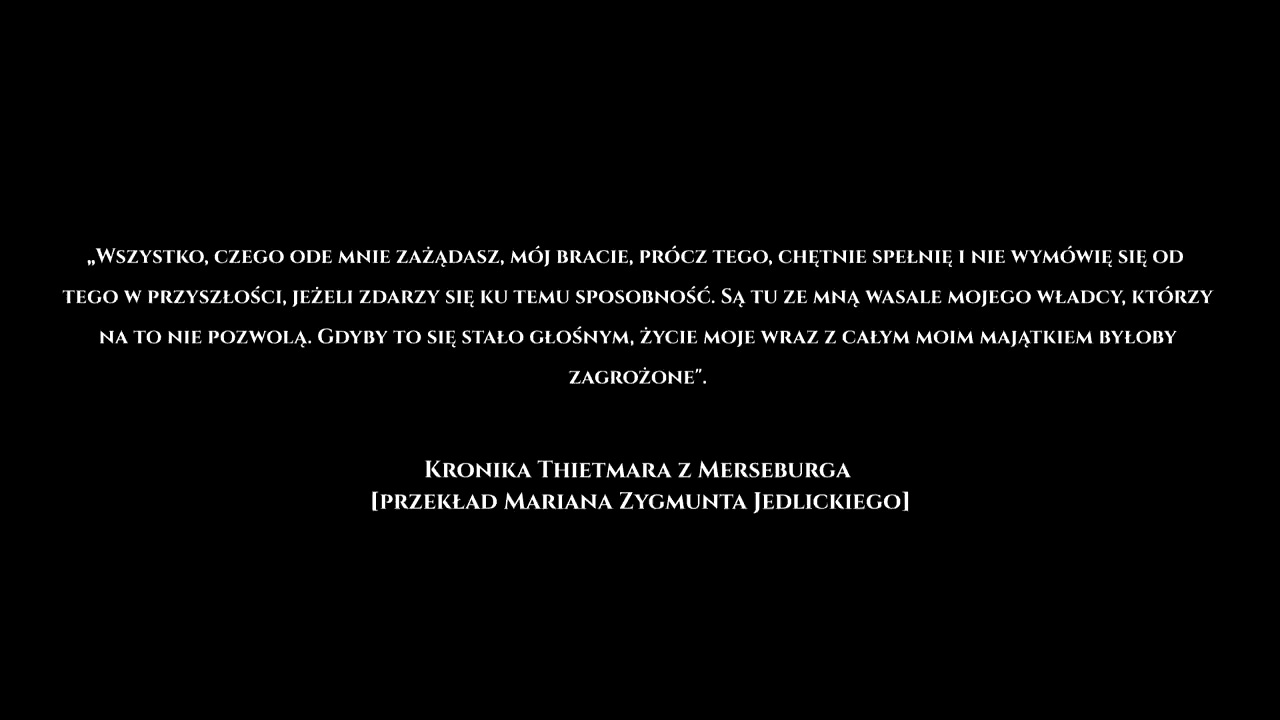 „Wszystko, czego ode mnie zażądasz, mój bracie, prócz tego, chętnie spełnię i nie wymówię się od
tego w przyszłości, jeżeli zdarzy się ku temu sposobność. Są tu ze mną wasale mojego władcy, którzy
na to nie pozwolą. Gdyby to się stało głośnym, życie moje wraz z całym moim majątkiem byłoby
zagrożone".
Kronika Thietmara z Merseburga
[przekład Mariana Zygmunta Jedlickiego]